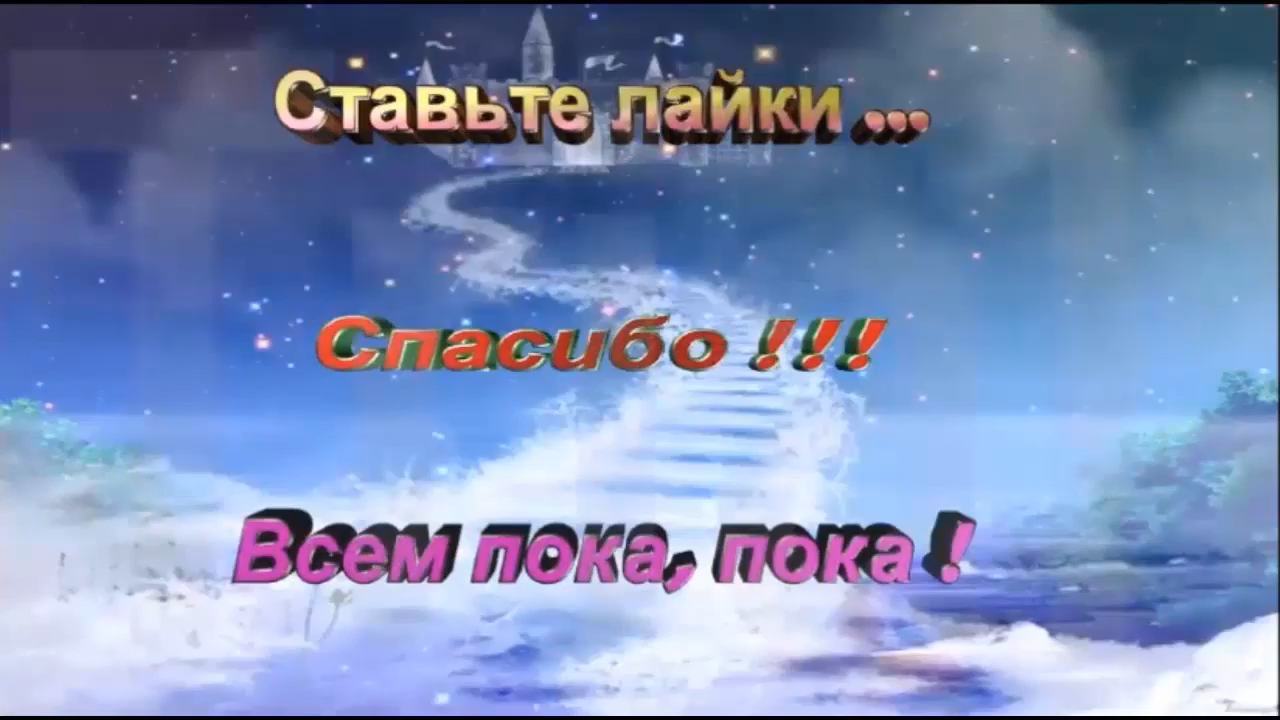 Ставьте лайки ...
Спасибо !!!
Всем пока, пока !